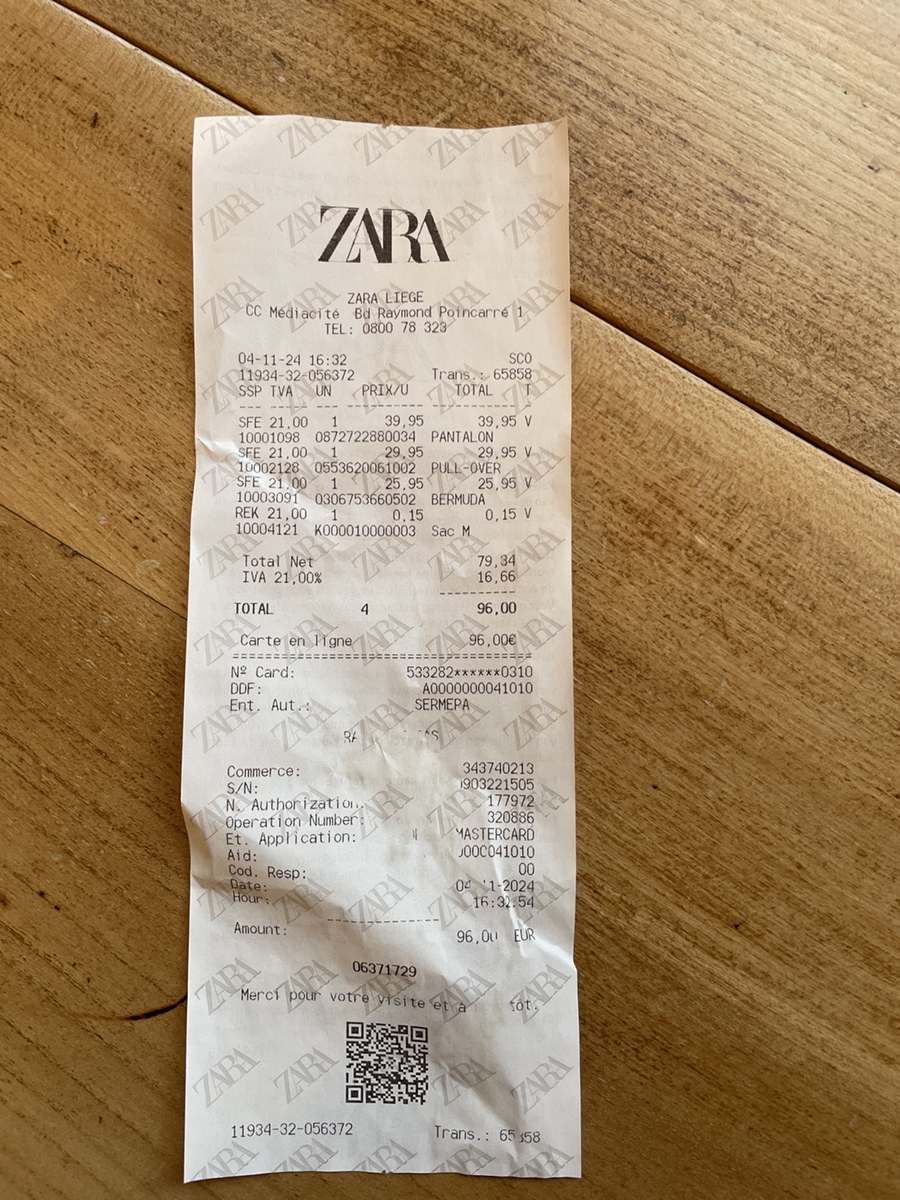 ZARA
ZARA LIEGE
CC Médiacité Bd Raymond Poincarré 1
TEL: 0800 78 323
04-11-24 16:32 SCO
11934-32-056372 Trans.: 65858
SSP TVA UN PRIX/U TOTAL T
--- --- --- --------- ----------- -
SFE 21,00 1 39,95 39,95 V
10001098 0872722880034 PANTALON
SFE 21,00 1 29,95 29,95 V
10002128 0553620061002 PULL-OVER
SFE 21,00 1 25,95 25,95 V
10003091 0306753660502 BERMUDA
REK 21,00 1 0,15 0,15 V
10004121 K000010000003 Sac M
Total Net 79,34
IVA 21,00% 16,66
----------
TOTAL 4 96,00
Carte en ligne 96,00€
========================================
Nº Card: 533282******0310
DDF: A0000000041010
Ent. Aut.: SERMEPA
Commerce: 343740213
S/N:
N. Authorization: 177972
Operation Number: 320886
Et. Application: MASTERCARD
Aid:
Cod. Resp: 00
Date:
Hour: 16:32:54
---------------
Amount: EUR
06371729
Merci pour votre visite et à
11934-32-056372 Trans.: